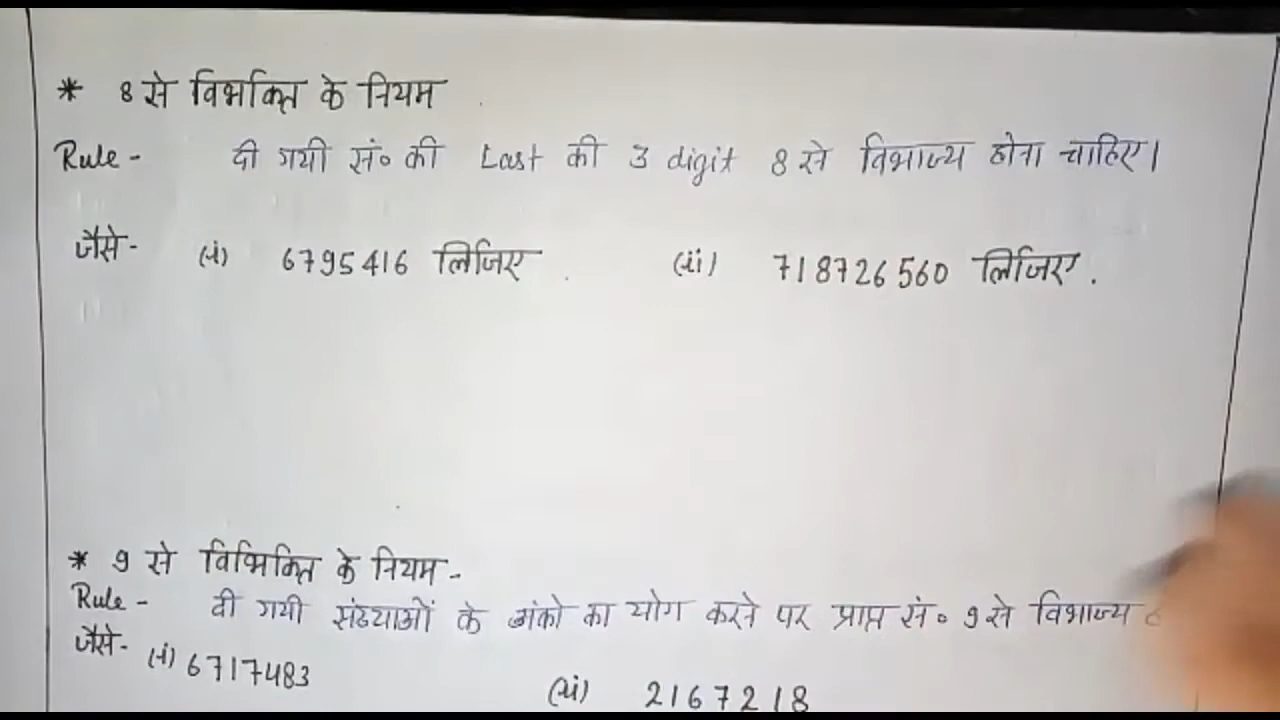 * 8 से विभक्ति के नियम
Rule - दी गयी सं० की Last की 3 digit 8 से विभाज्य होना चाहिए।
जैसे- (i) 6795416 लिजिए . (ii) 718726560 लिजिए .
* 9 से विभिक्ति के नियम -
Rule - दी गयी संख्याओं के अंको का योग करने पर प्राप्त सं० 9 से विभाज्य
जैसे- (i) 6717483 (ii) 2167218